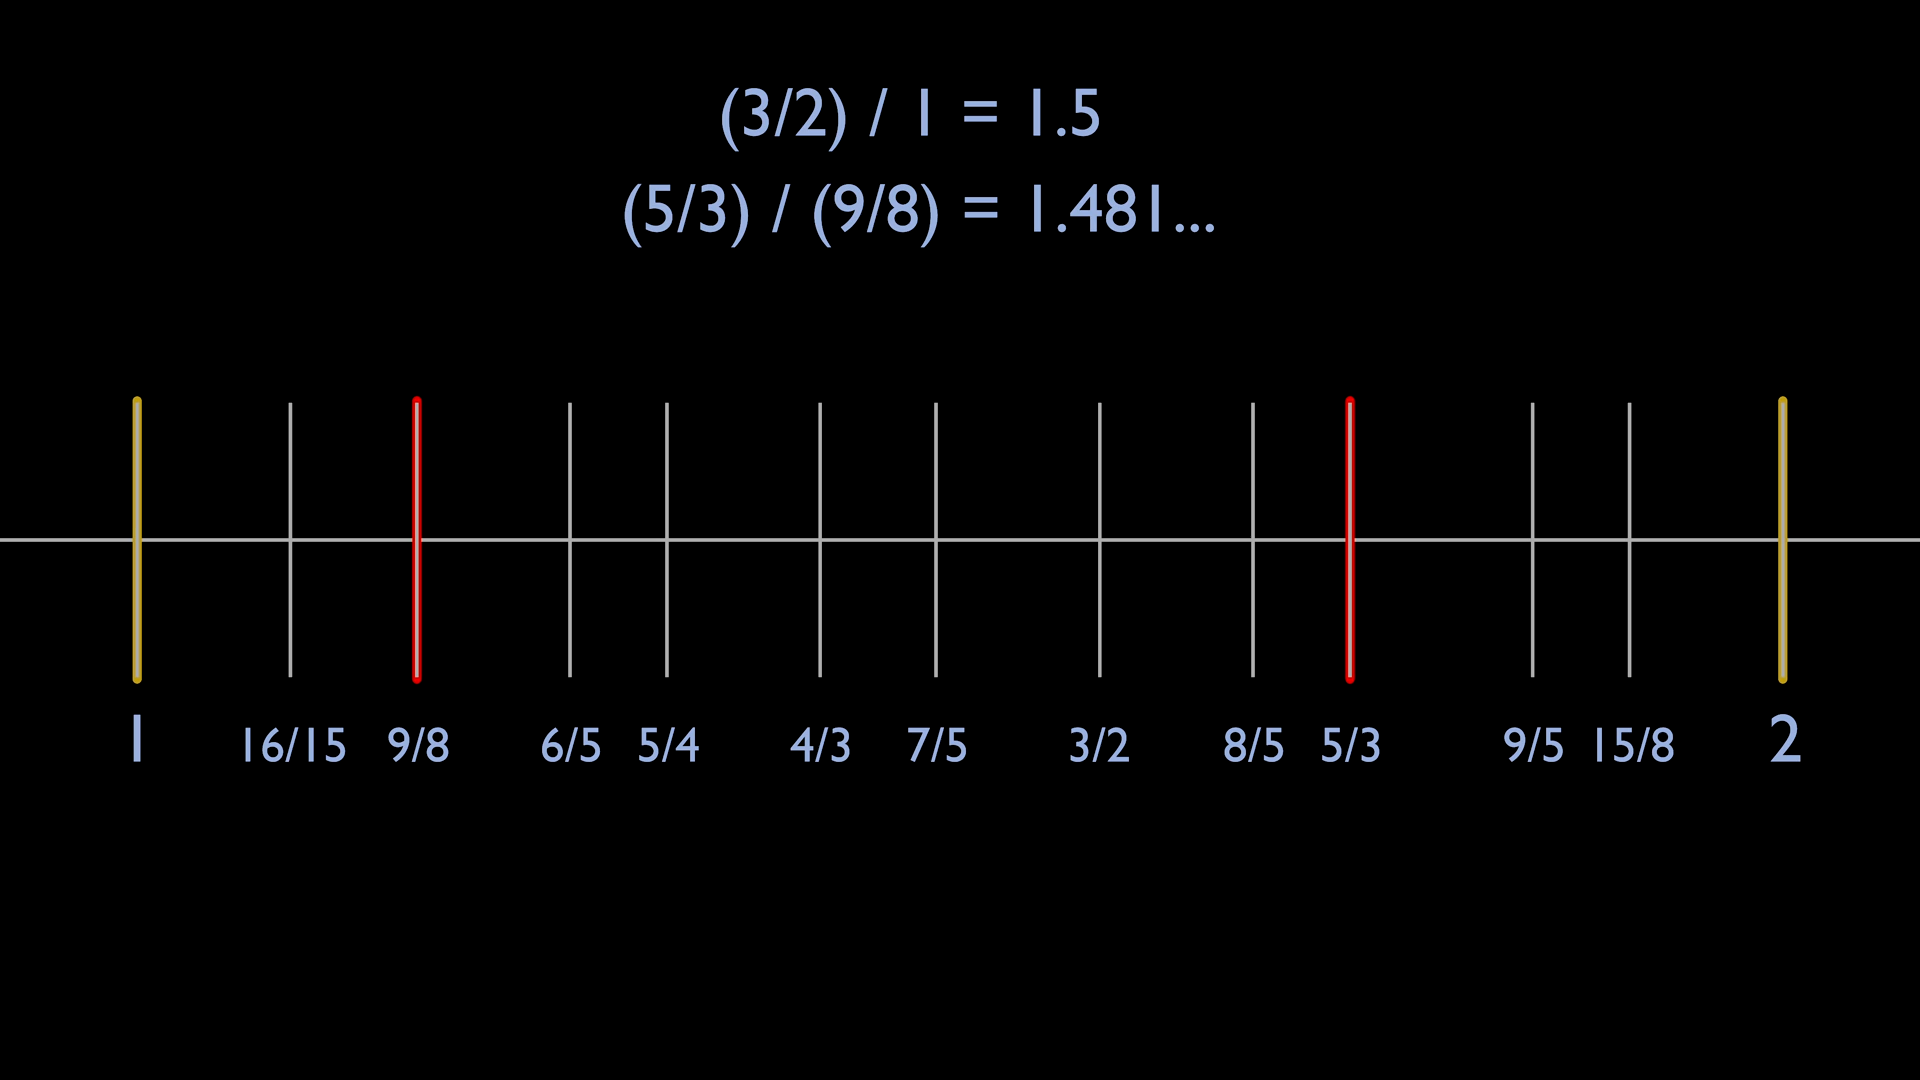 (3/2) / 1 = 1.5
(5/3) / (9/8) = 1.481...
1 16/15 9/8 6/5 5/4 4/3 7/5 3/2 8/5 5/3 9/5 15/8 2